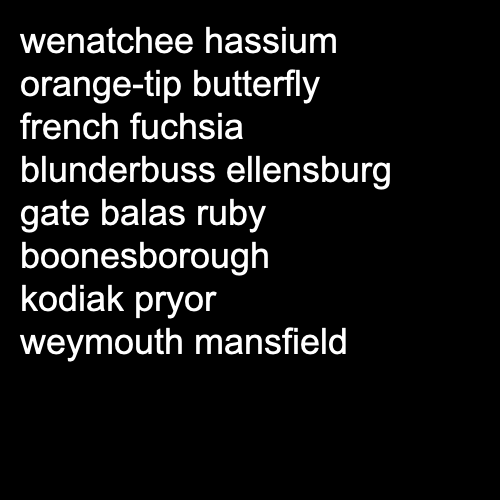 wenatchee hassium
orange-tip butterfly
french fuchsia
blunderbuss ellensburg
gate balas ruby
boonesborough
kodiak pryor
weymouth mansfield